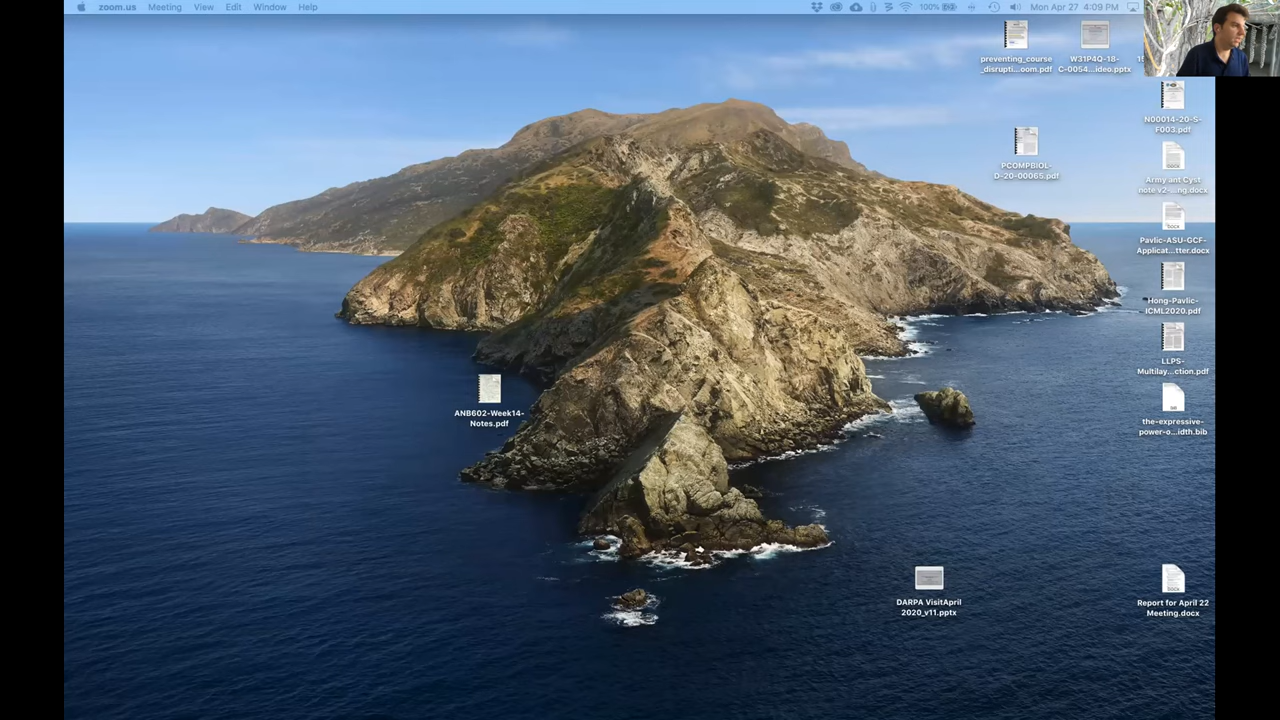 zoom.us Meeting View Edit Window Help 100% Mon Apr 27 4:09 PM
preventing_course
_disrupti...oom.pdf
W31P4Q-18-
C-0054...ideo.pptx
N00014-20-S-
F003.pdf
PCOMPBIOL-
D-20-00065.pdf
Army ant Cyst
note v2-...ng.docx
Pavlic-ASU-GCF-
Applicat...tter.docx
Hong-Pavlic-
ICML2020.pdf
LLPS-
Multilay...ction.pdf
ANB602-Week14-
Notes.pdf
the-expressive-
power-o...idth.bib
DARPA VisitApril
2020_v11.pptx
Report for April 22
Meeting.docx